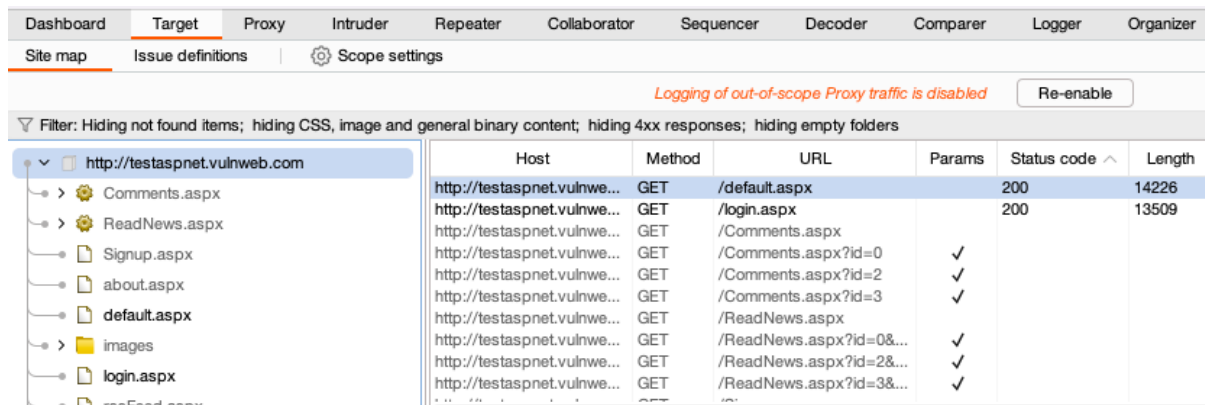 Dashboard Target Proxy Intruder Repeater Collaborator Sequencer Decoder Comparer Logger Organizer
Site map Issue definitions Scope settings
Logging of out-of-scope Proxy traffic is disabled Re-enable
Filter: Hiding not found items; hiding CSS, image and general binary content; hiding 4xx responses; hiding empty folders
http://testaspnet.vulnweb.com
Comments.aspx
ReadNews.aspx
Signup.aspx
about.aspx
default.aspx
images
login.aspx
Host Method URL Params Status code Length
http://testaspnet.vulnwe... GET /default.aspx 200 14226
http://testaspnet.vulnwe... GET /login.aspx 200 13509
http://testaspnet.vulnwe... GET /Comments.aspx
http://testaspnet.vulnwe... GET /Comments.aspx?id=0 ✓
http://testaspnet.vulnwe... GET /Comments.aspx?id=2 ✓
http://testaspnet.vulnwe... GET /Comments.aspx?id=3 ✓
http://testaspnet.vulnwe... GET /ReadNews.aspx
http://testaspnet.vulnwe... GET /ReadNews.aspx?id=0&... ✓
http://testaspnet.vulnwe... GET /ReadNews.aspx?id=2&... ✓
http://testaspnet.vulnwe... GET /ReadNews.aspx?id=3&... ✓